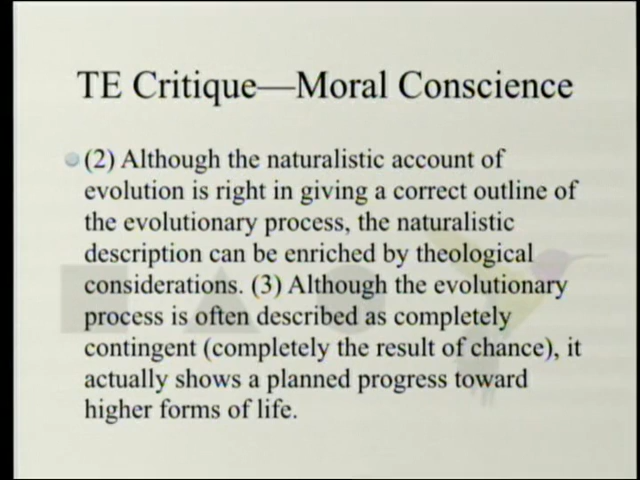 TE Critique—Moral Conscience
(2) Although the naturalistic account of
evolution is right in giving a correct outline of
the evolutionary process, the naturalistic
description can be enriched by theological
considerations. (3) Although the evolutionary
process is often described as completely
contingent (completely the result of chance), it
actually shows a planned progress toward
higher forms of life.